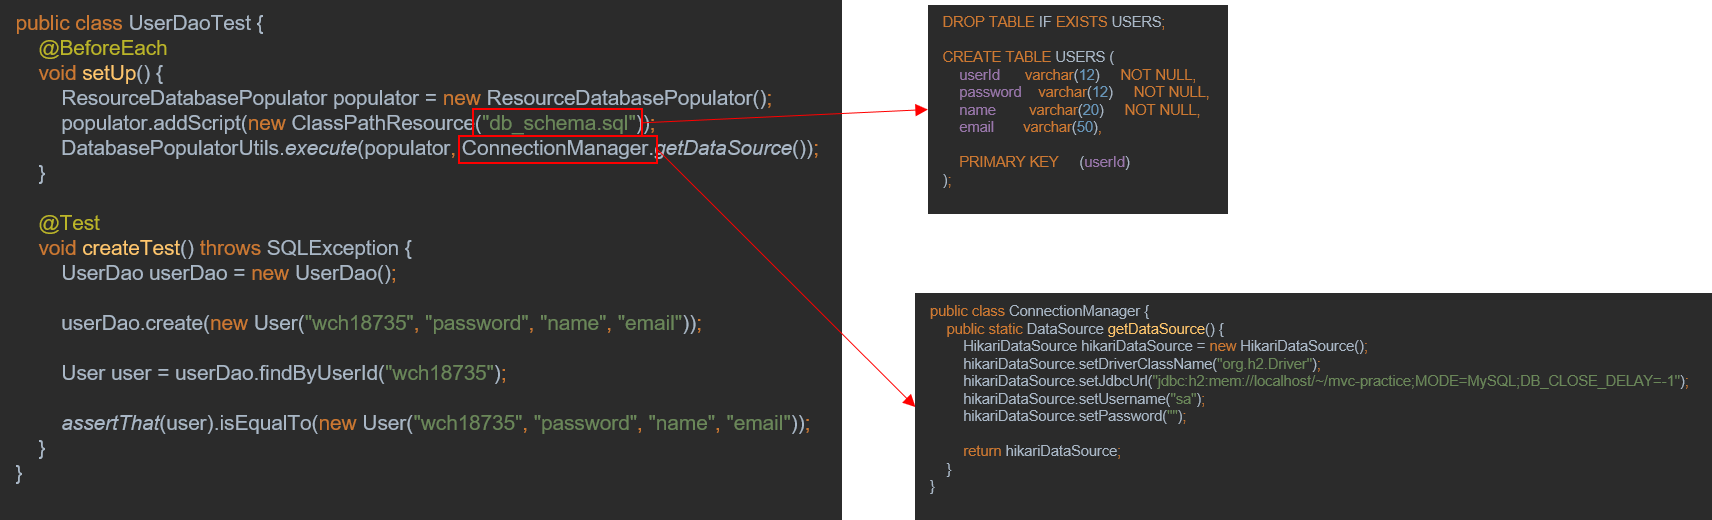 public class UserDaoTest {
@BeforeEach
void setUp() {
ResourceDatabasePopulator populator = new ResourceDatabasePopulator();
populator.addScript(new ClassPathResource("db_schema.sql"));
DatabasePopulatorUtils.execute(populator, ConnectionManager.getDataSource());
}
@Test
void createTest() throws SQLException {
UserDao userDao = new UserDao();
userDao.create(new User("wch18735", "password", "name", "email"));
User user = userDao.findByUserId("wch18735");
assertThat(user).isEqualTo(new User("wch18735", "password", "name", "email"));
}
}
DROP TABLE IF EXISTS USERS;
CREATE TABLE USERS (
userId varchar(12) NOT NULL,
password varchar(12) NOT NULL,
name varchar(20) NOT NULL,
email varchar(50),
PRIMARY KEY (userId)
);
public class ConnectionManager {
public static DataSource getDataSource() {
HikariDataSource hikariDataSource = new HikariDataSource();
hikariDataSource.setDriverClassName("org.h2.Driver");
hikariDataSource.setJdbcUrl("jdbc:h2:mem://localhost/~/mvc-practice;MODE=MySQL;DB_CLOSE_DELAY=-1");
hikariDataSource.setUsername("sa");
hikariDataSource.setPassword("");
return hikariDataSource;
}
}